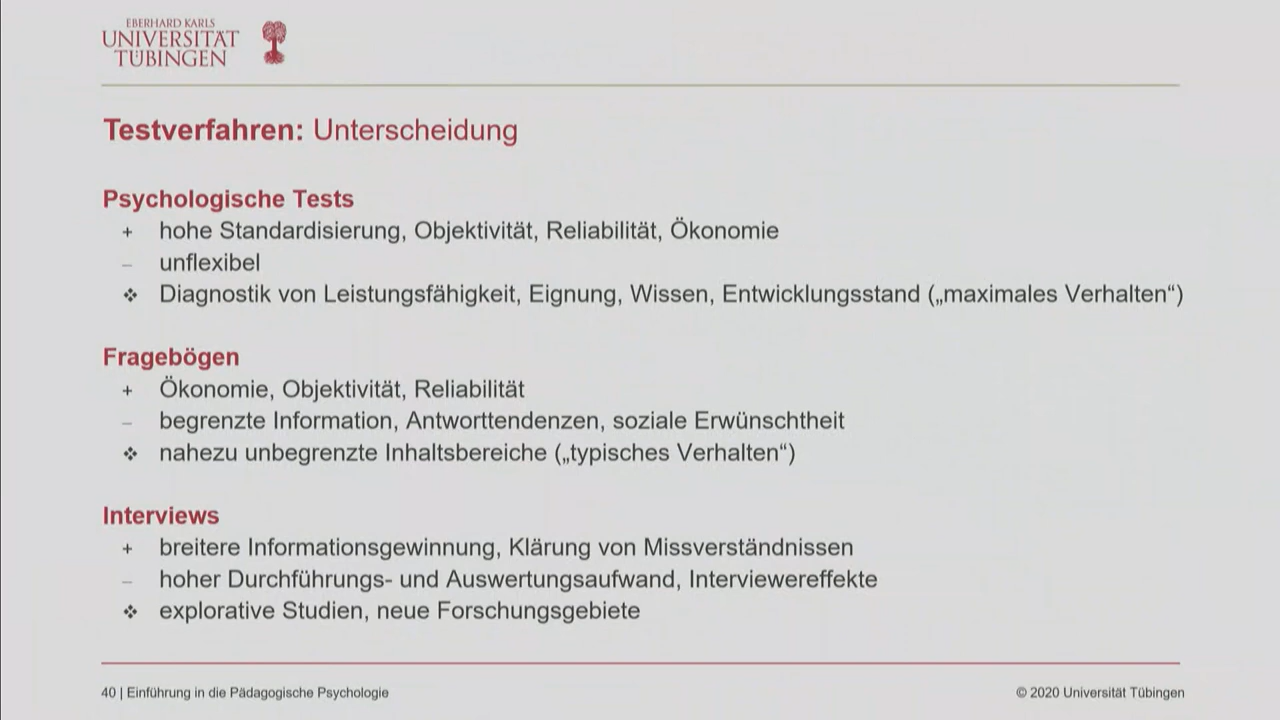 EBERHARD KARLS
UNIVERSITÄT
TÜBINGEN
Testverfahren: Unterscheidung
Psychologische Tests
+ hohe Standardisierung, Objektivität, Reliabilität, Ökonomie
– unflexibel
❖ Diagnostik von Leistungsfähigkeit, Eignung, Wissen, Entwicklungsstand („maximales Verhalten“)
Fragebögen
+ Ökonomie, Objektivität, Reliabilität
– begrenzte Information, Antworttendenzen, soziale Erwünschtheit
❖ nahezu unbegrenzte Inhaltsbereiche („typisches Verhalten“)
Interviews
+ breitere Informationsgewinnung, Klärung von Missverständnissen
– hoher Durchführungs- und Auswertungsaufwand, Interviewereffekte
❖ explorative Studien, neue Forschungsgebiete
40 | Einführung in die Pädagogische Psychologie © 2020 Universität Tübingen